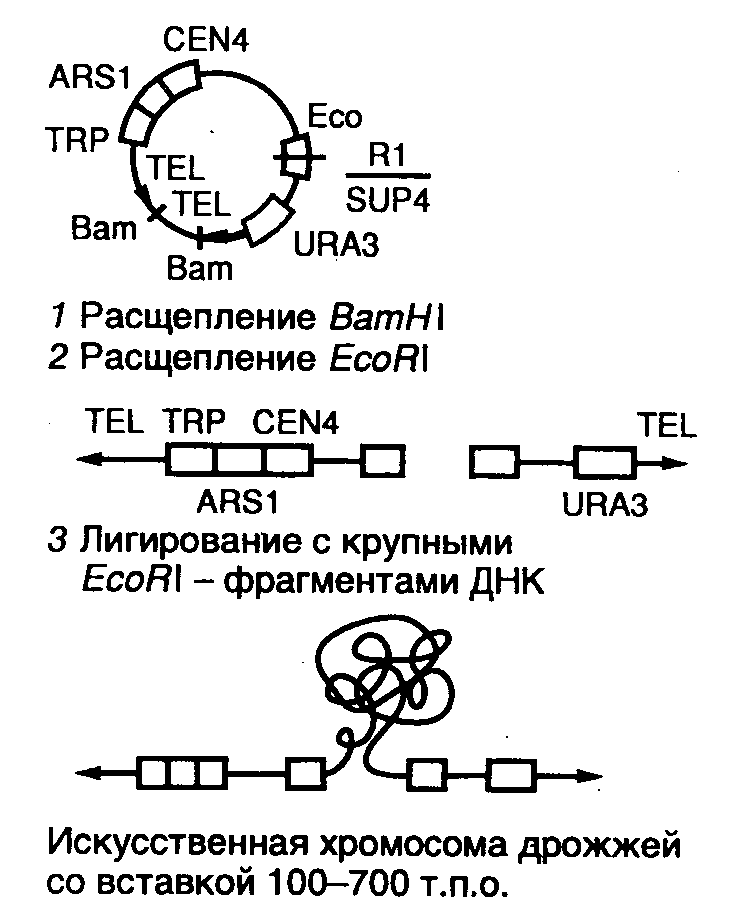 CEN4
ARS1
TRP
Eco
R1
SUP4
TEL
TEL
Bam
Bam
URA3
1 Расщепление BamHI
2 Расщепление EcoRI
TEL TRP CEN4 TEL
ARS1 URA3
3 Лигирование с крупными
EcoRI – фрагментами ДНК
Искусственная хромосома дрожжей
со вставкой 100–700 т.п.о.